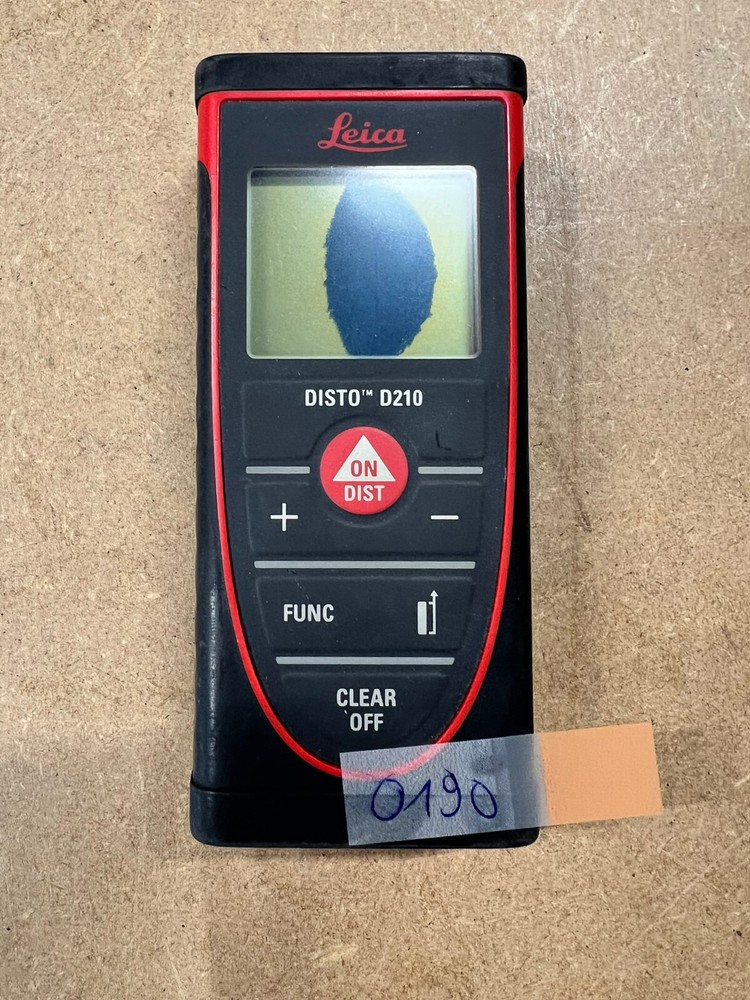 Leica
DISTO™ D210
ON
DIST
+ −
FUNC
CLEAR
OFF
0190